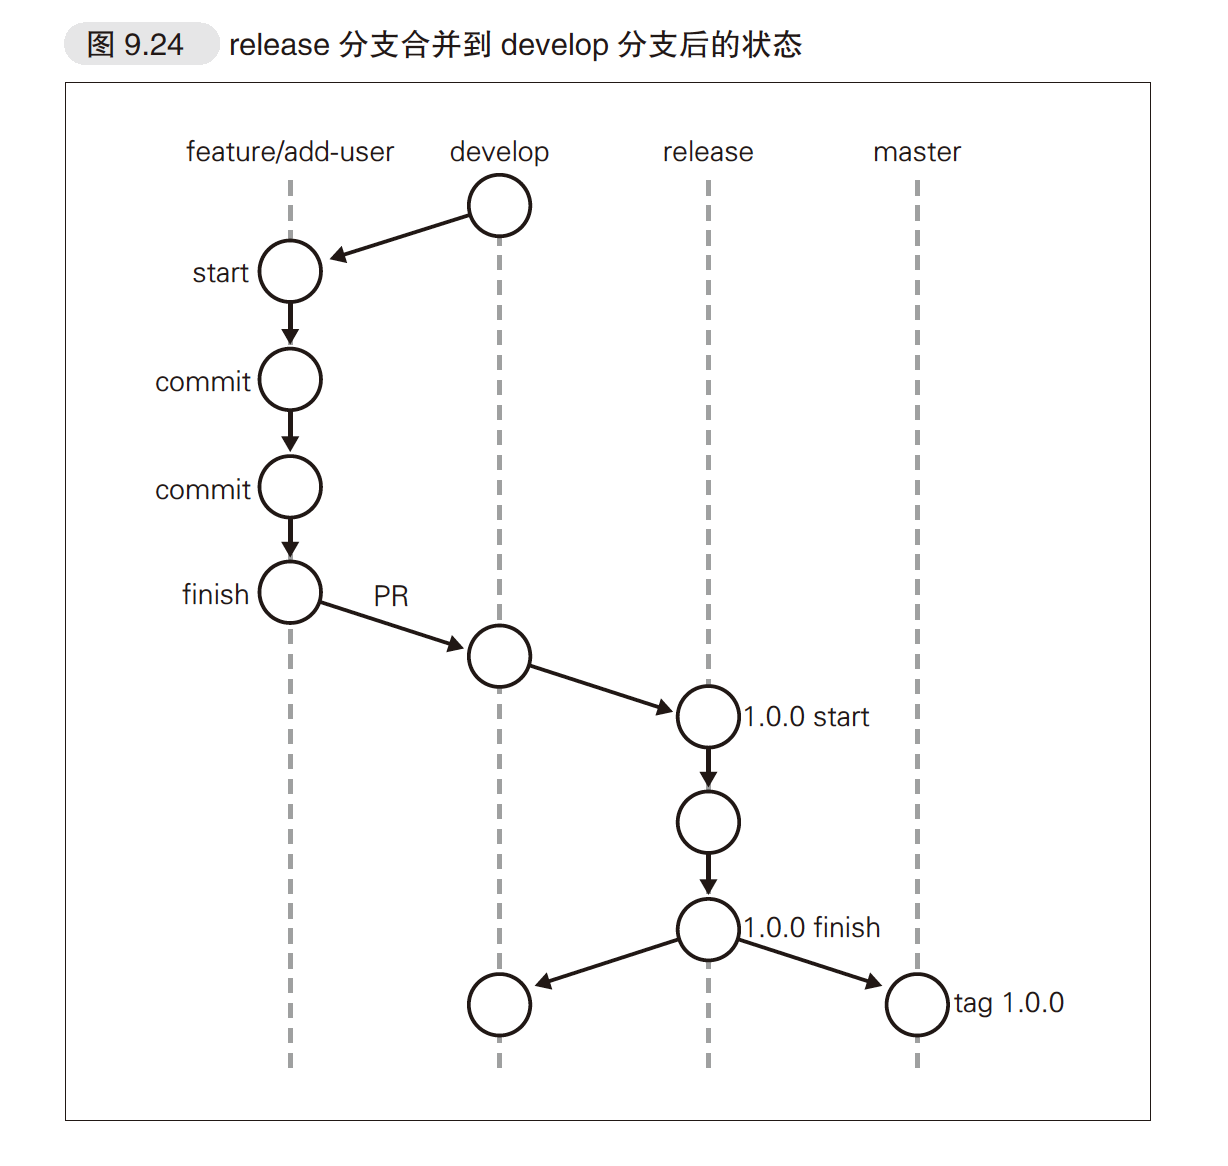 图 9.24 release 分支合并到 develop 分支后的状态
feature/add-user develop release master
start
commit
commit
finish PR
1.0.0 start
1.0.0 finish
tag 1.0.0